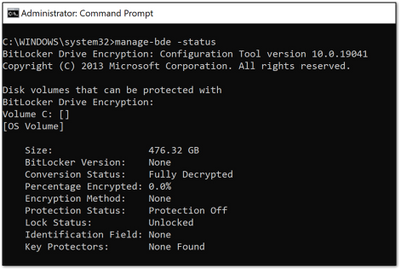 Administrator: Command Prompt
C:\WINDOWS\system32>manage-bde -status
BitLocker Drive Encryption: Configuration Tool version 10.0.19041
Copyright (C) 2013 Microsoft Corporation. All rights reserved.
Disk volumes that can be protected with
BitLocker Drive Encryption:
Volume C: []
[OS Volume]
Size: 476.32 GB
BitLocker Version: None
Conversion Status: Fully Decrypted
Percentage Encrypted: 0.0%
Encryption Method: None
Protection Status: Protection Off
Lock Status: Unlocked
Identification Field: None
Key Protectors: None Found